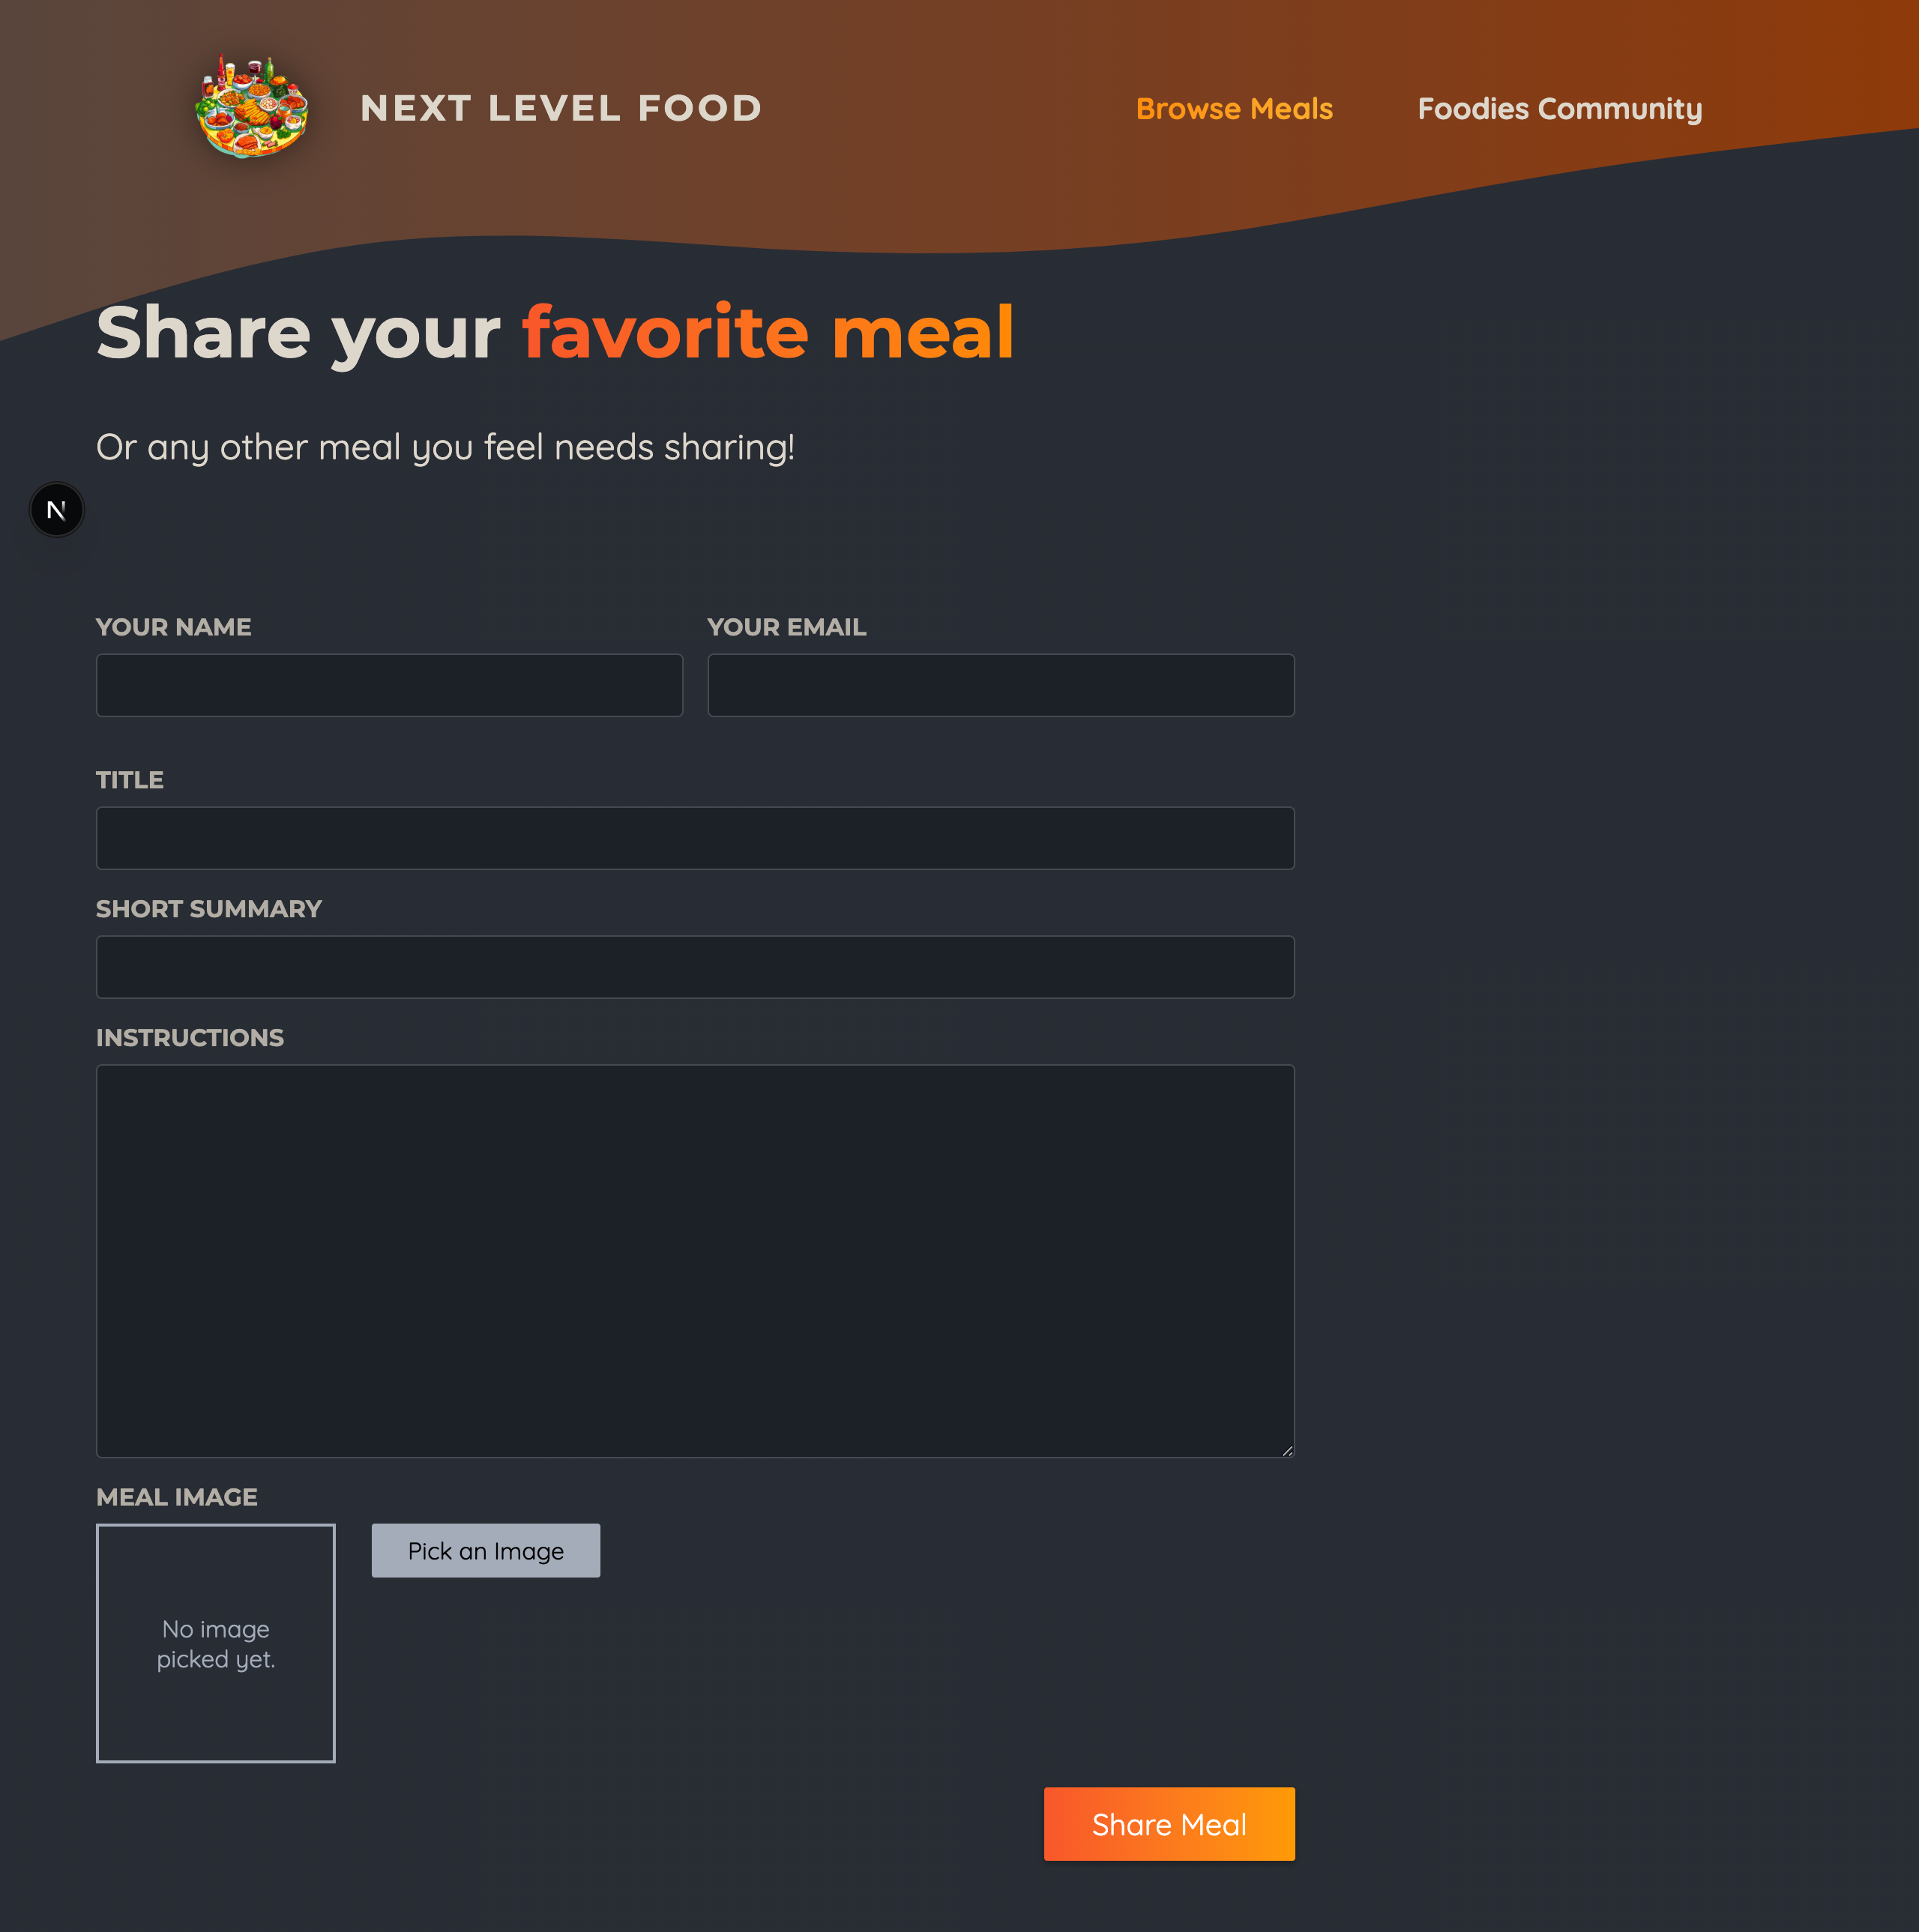 NEXT LEVEL FOOD
Browse Meals
Foodies Community
Share your favorite meal
Or any other meal you feel needs sharing!
N
YOUR NAME
YOUR EMAIL
TITLE
SHORT SUMMARY
INSTRUCTIONS
MEAL IMAGE
No image
picked yet.
Pick an Image
Share Meal